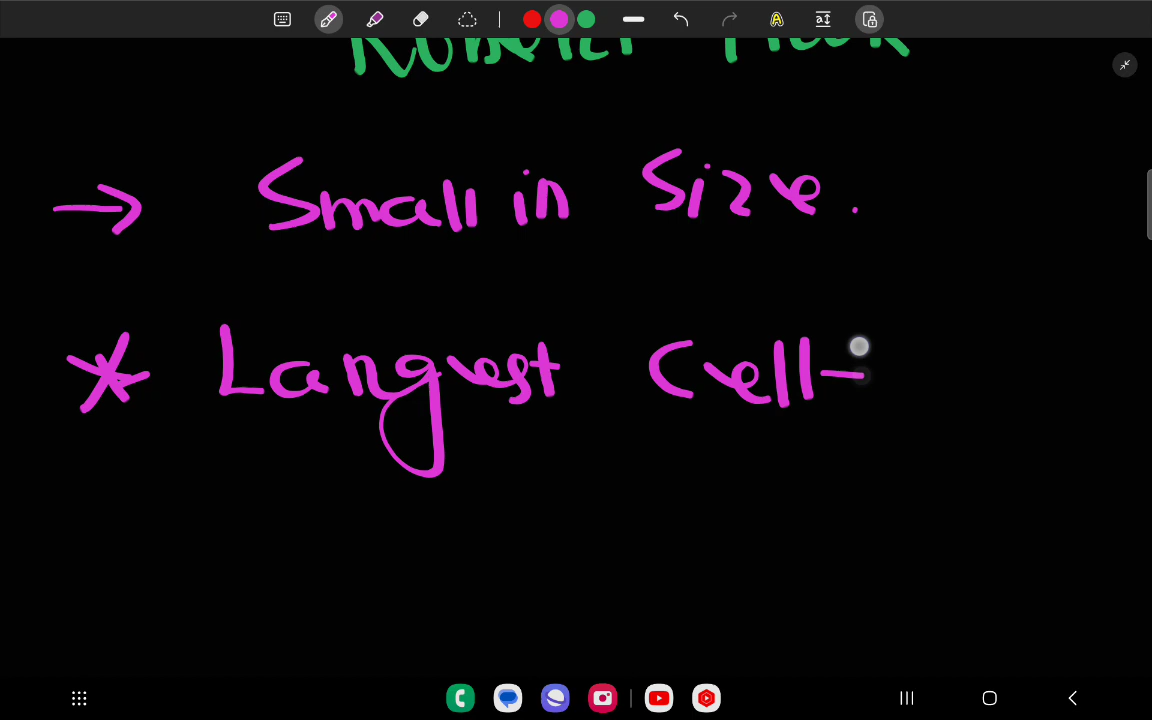 → Small in Size.
* Largest Cell-